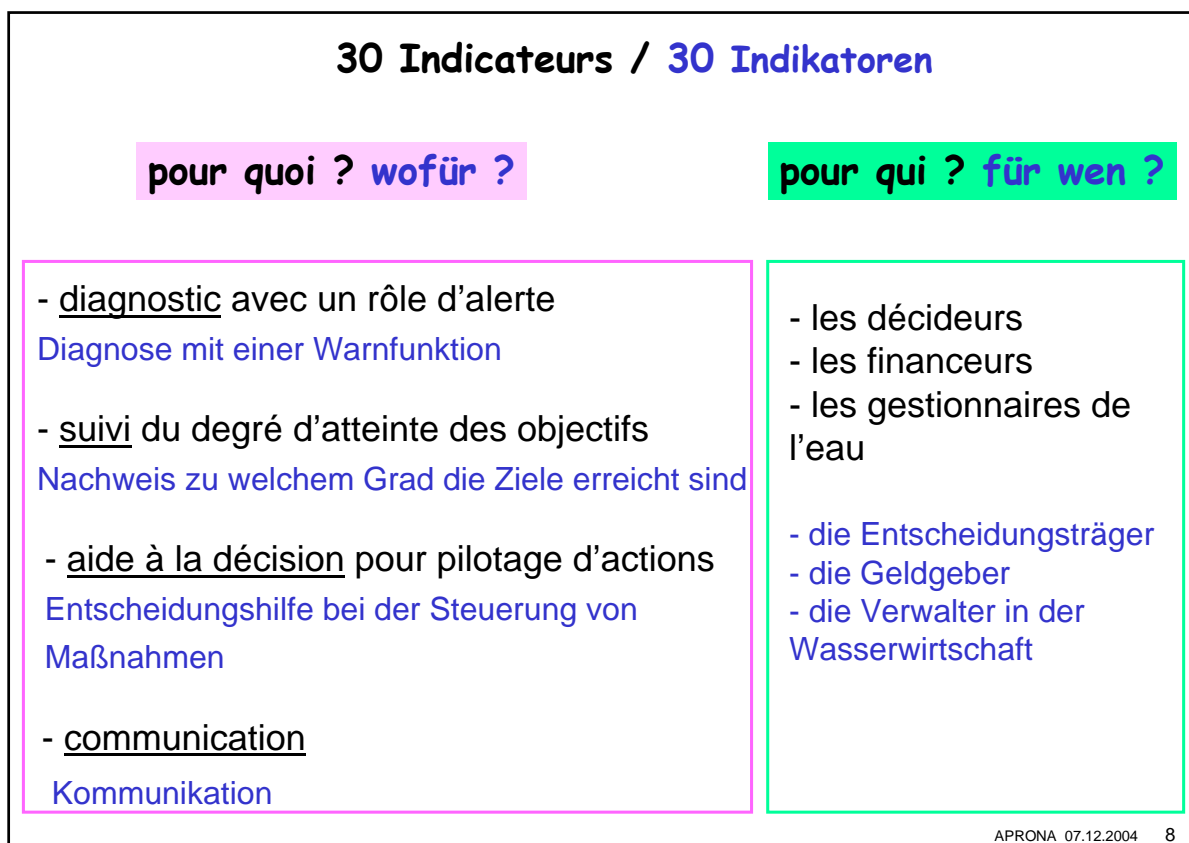 30 Indicateurs / 30 Indikatoren
pour quoi ? wofür ?
- diagnostic avec un rôle d'alerte
Diagnose mit einer Warnfunktion
- suivi du degré d'atteinte des objectifs
Nachweis zu welchem Grad die Ziele erreicht sind
- aide à la décision pour pilotage d'actions
Entscheidungshilfe bei der Steuerung von
Maßnahmen
- communication
Kommunikation
pour qui ? für wen ?
- les décideurs
- les financeurs
- les gestionnaires de
l'eau
- die Entscheidungsträger
- die Geldgeber
- die Verwalter in der
Wasserwirtschaft
APRONA 07.12.2004 8